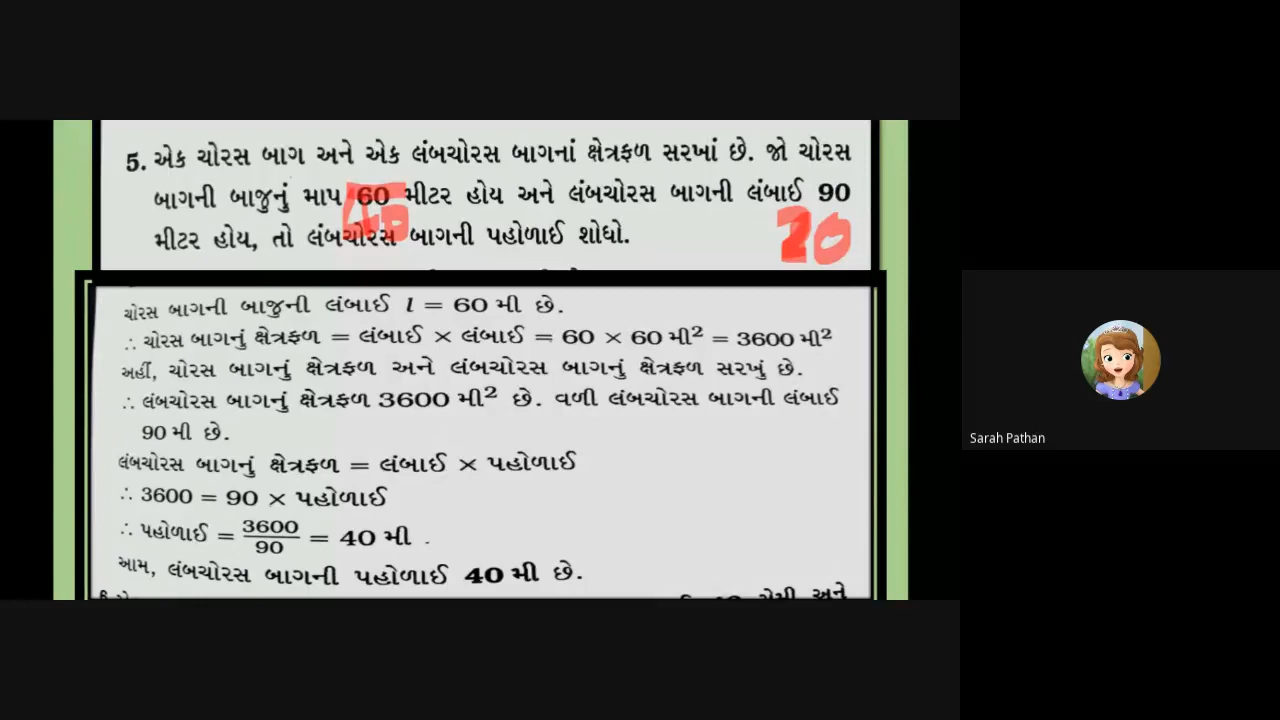 5. એક ચોરસ બાગ અને એક લંબચોરસ બાગનાં ક્ષેત્રફળ સરખાં છે. જો ચોરસ
બાગની બાજુનું માપ 60 મીટર હોય અને લંબચોરસ બાગની લંબાઈ 90
મીટર હોય, તો લંબચોરસ બાગની પહોળાઈ શોધો.
40
20
ચોરસ બાગની બાજુની લંબાઈ l = 60 મી છે.
∴ ચોરસ બાગનું ક્ષેત્રફળ = લંબાઈ × લંબાઈ = 60 × 60 મી² = 3600 મી²
અહીં, ચોરસ બાગનું ક્ષેત્રફળ અને લંબચોરસ બાગનું ક્ષેત્રફળ સરખું છે.
∴ લંબચોરસ બાગનું ક્ષેત્રફળ 3600 મી² છે. વળી લંબચોરસ બાગની લંબાઈ
90 મી છે.
લંબચોરસ બાગનું ક્ષેત્રફળ = લંબાઈ × પહોળાઈ
∴ 3600 = 90 × પહોળાઈ
∴ પહોળાઈ = 3600/90 = 40 મી .
આમ, લંબચોરસ બાગની પહોળાઈ 40 મી છે.
અને
Sarah Pathan